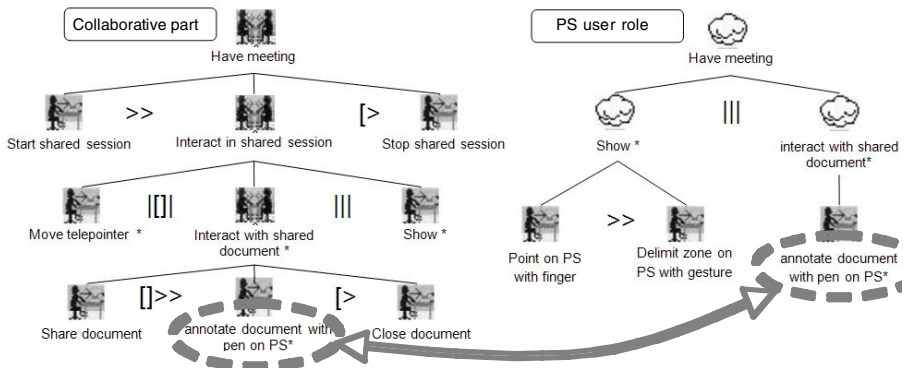 Collaborative part
Have meeting
Start shared session
>>
Interact in shared session
[>
Stop shared session
Move telepointer *
|[]|
Interact with shared
document *
|||
Show *
Share document
[]>>
annotate document with
pen on PS*
[>
Close document
PS user role
Have meeting
Show *
|||
interact with shared
document*
Point on PS
with finger
>>
Delimit zone on
PS with gesture
annotate document
with pen on PS*